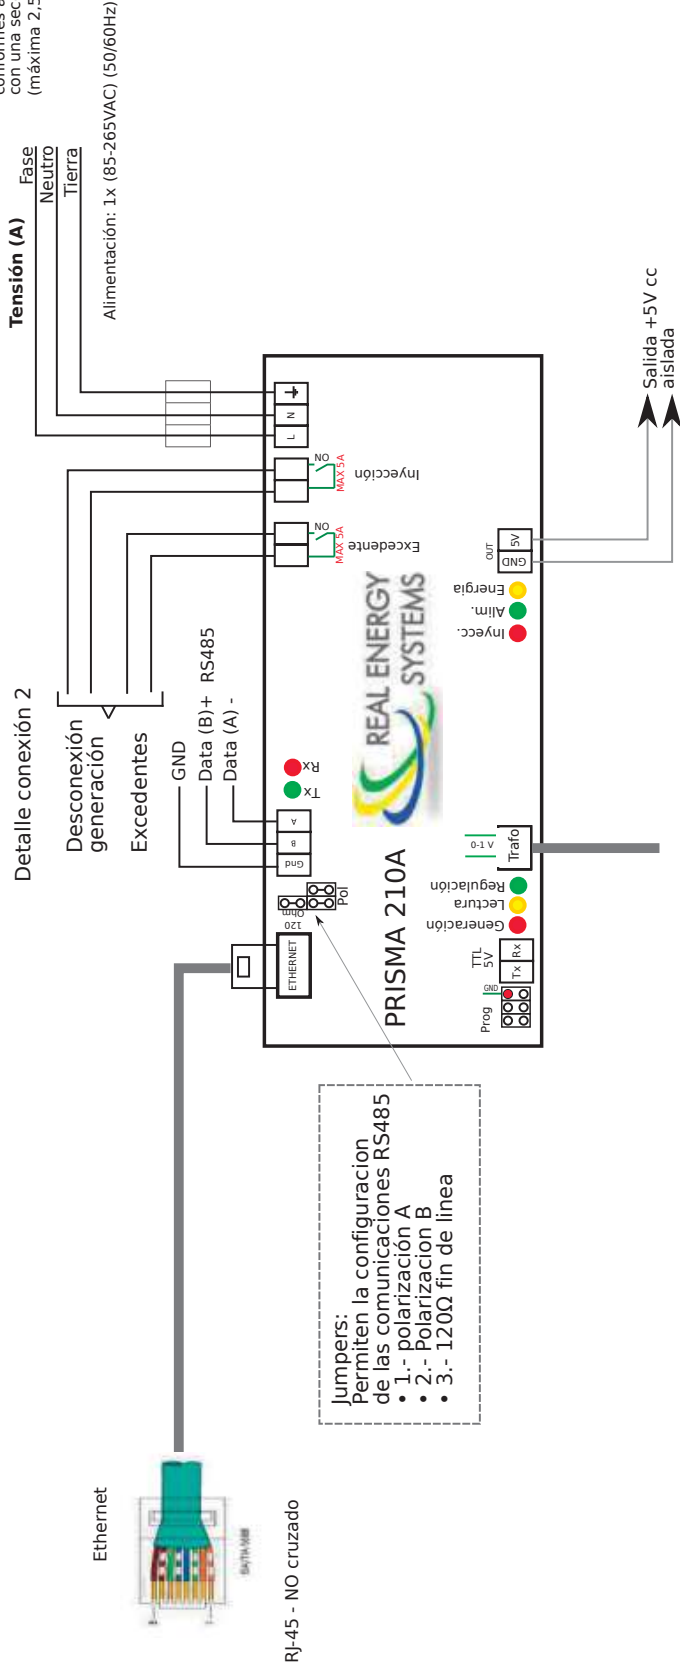 con una sec
(máxima 2,5
Tensión (A)
Fase
Neutro
Tierra
Alimentación: 1x (85-265VAC) (50/60Hz)
Detalle conexión 2
Desconexión
generación
Excedentes
GND
Data (B)+ RS485
Data (A) -
L
N
ON
MAX 5A
Inyección
ON
MAX 5A
Excedente
Tx
Rx
Gnd
B
A
120
Ohm
Pol
ETHERNET
PRISMA 210A
REAL ENERGY
SYSTEMS
Prog
GND
TTL
5V
Tx
Rx
Generación
Lectura
Regulación
0-1 V
Trafo
Inyecc.
Alim.
Energia
OUT
GND
5V
Salida +5V cc
aislada
Jumpers:
Permiten la configuracion
de las comunicaciones RS485
• 1.- polarización A
• 2.- Polarizacion B
• 3.- 120Ω fin de linea
Ethernet
RJ-45 - NO cruzado